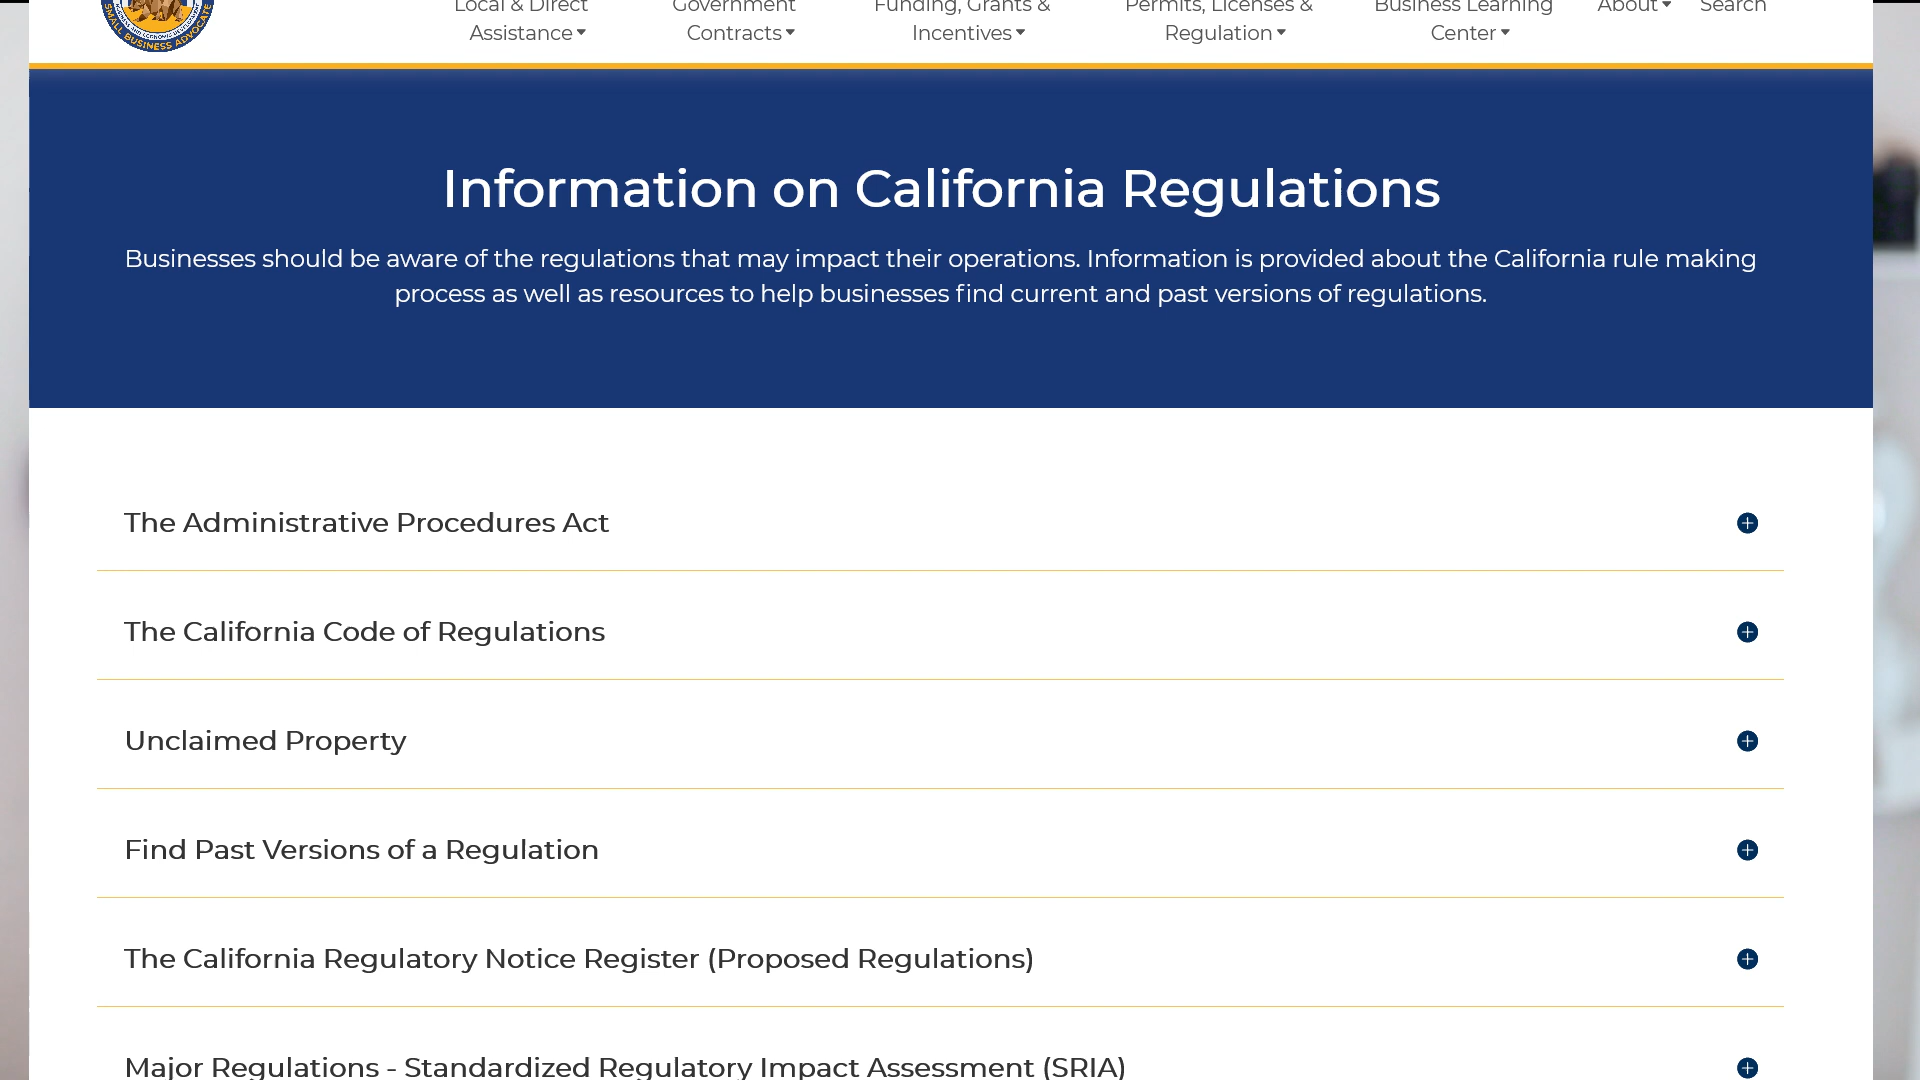 Local & Direct
Assistance
Government
Contracts
Funding, Grants &
Incentives
Permits, Licenses &
Regulation
Business Learning
Center
About
Search
SMALL BUSINESS ADVOCATE
Information on California Regulations
Businesses should be aware of the regulations that may impact their operations. Information is provided about the California rule making
process as well as resources to help businesses find current and past versions of regulations.
The Administrative Procedures Act
The California Code of Regulations
Unclaimed Property
Find Past Versions of a Regulation
The California Regulatory Notice Register (Proposed Regulations)
Major Regulations - Standardized Regulatory Impact Assessment (SRIA)